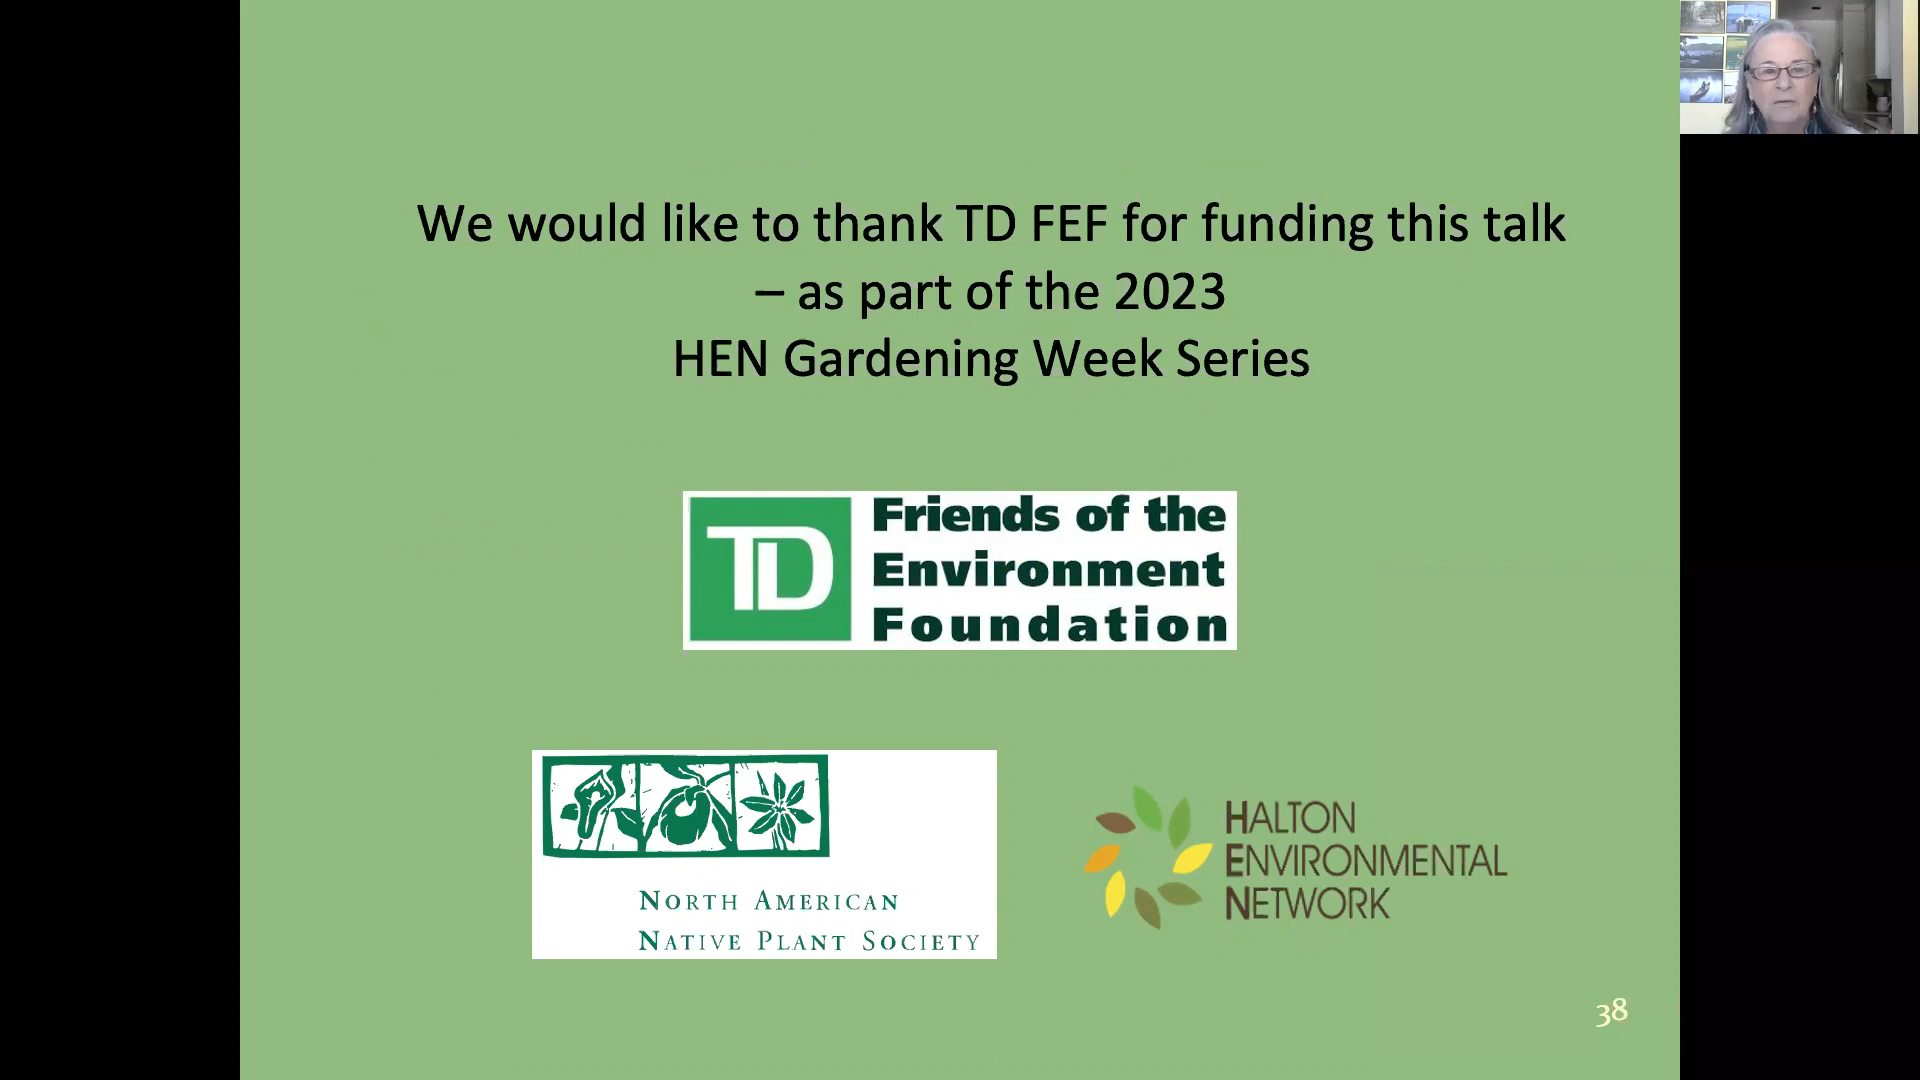 We would like to thank TD FEF for funding this talk
– as part of the 2023
HEN Gardening Week Series
TD
Friends of the
Environment
Foundation
NORTH AMERICAN
NATIVE PLANT SOCIETY
HALTON
ENVIRONMENTAL
NETWORK
38